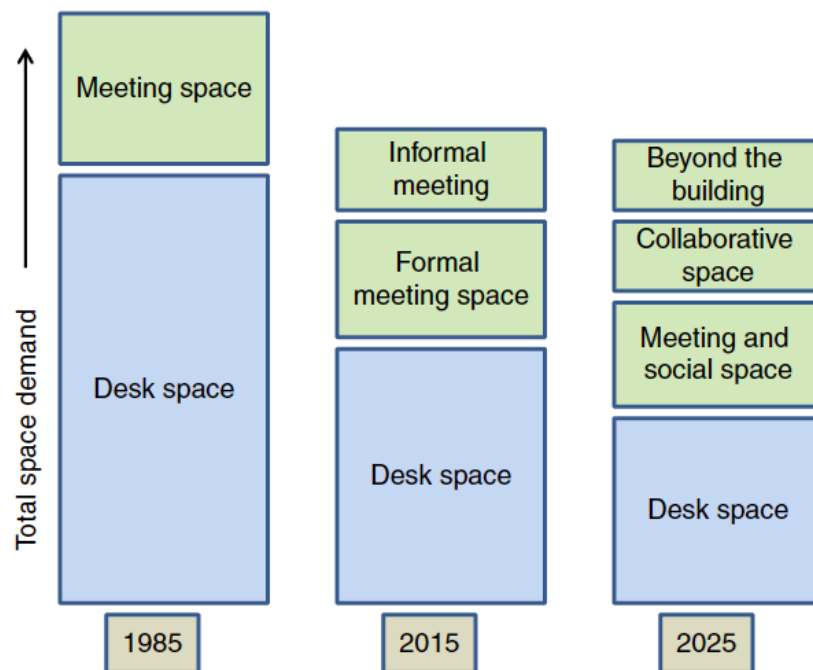 Total space demand
Meeting space
Desk space
1985
Informal
meeting
Formal
meeting space
Desk space
2015
Beyond the
building
Collaborative
space
Meeting and
social space
Desk space
2025